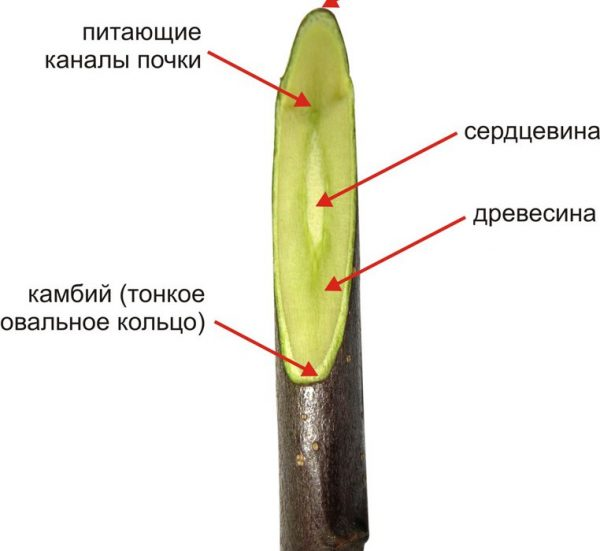 питающие
каналы почки
сердцевина
древесина
камбий (тонкое
овальное кольцо)